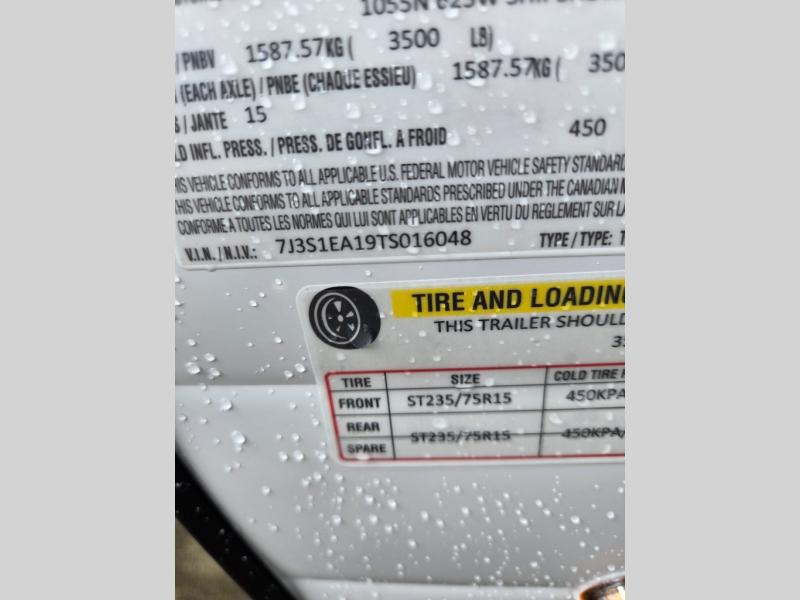 / PNBV 1587.57KG ( 3500 LB)
(EACH AXLE) / PNBE (CHAQUE ESSIEU) 1587.57KG ( 350
/ JANTE 15
INFL. PRESS. / PRESS. DE GONFL. A FROID 450
VEHICLE CONFORMS TO ALL APPLICABLE U.S. FEDERAL MOTOR VEHICLE SAFETY STANDARD
THIS VEHICLE CONFORMS TO ALL APPLICABLE STANDARDS PRESCRIBED UNDER THE CANADIAN M
CONFORME A TOUTES LES NORMES QUI LUI SONT APPLICABLES EN VERTU DU REGLEMENT SUR LA
V.I.N. / N.I.V.: 7J3S1EA19TS016048 TYPE/TYPE: T
TIRE AND LOADING
THIS TRAILER SHOULD
35
TIRE SIZE COLD TIRE
FRONT ST235/75R15 450KPA
REAR
ST235/75R15 450KPA/
SPARE